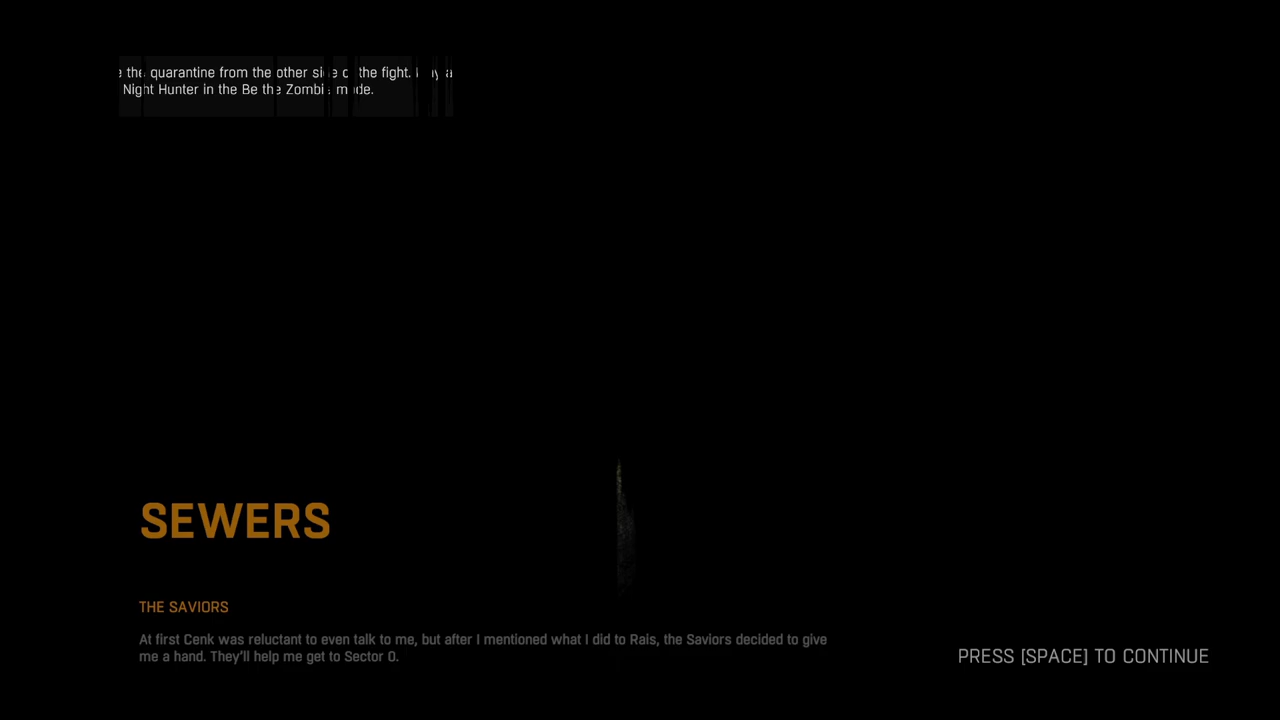 the quarantine from the other side of the fight.
Night Hunter in the Be the Zombie mode.
SEWERS
THE SAVIORS
At first Cenk was reluctant to even talk to me, but after I mentioned what I did to Rais, the Saviors decided to give
me a hand. They'll help me get to Sector 0.
PRESS [SPACE] TO CONTINUE